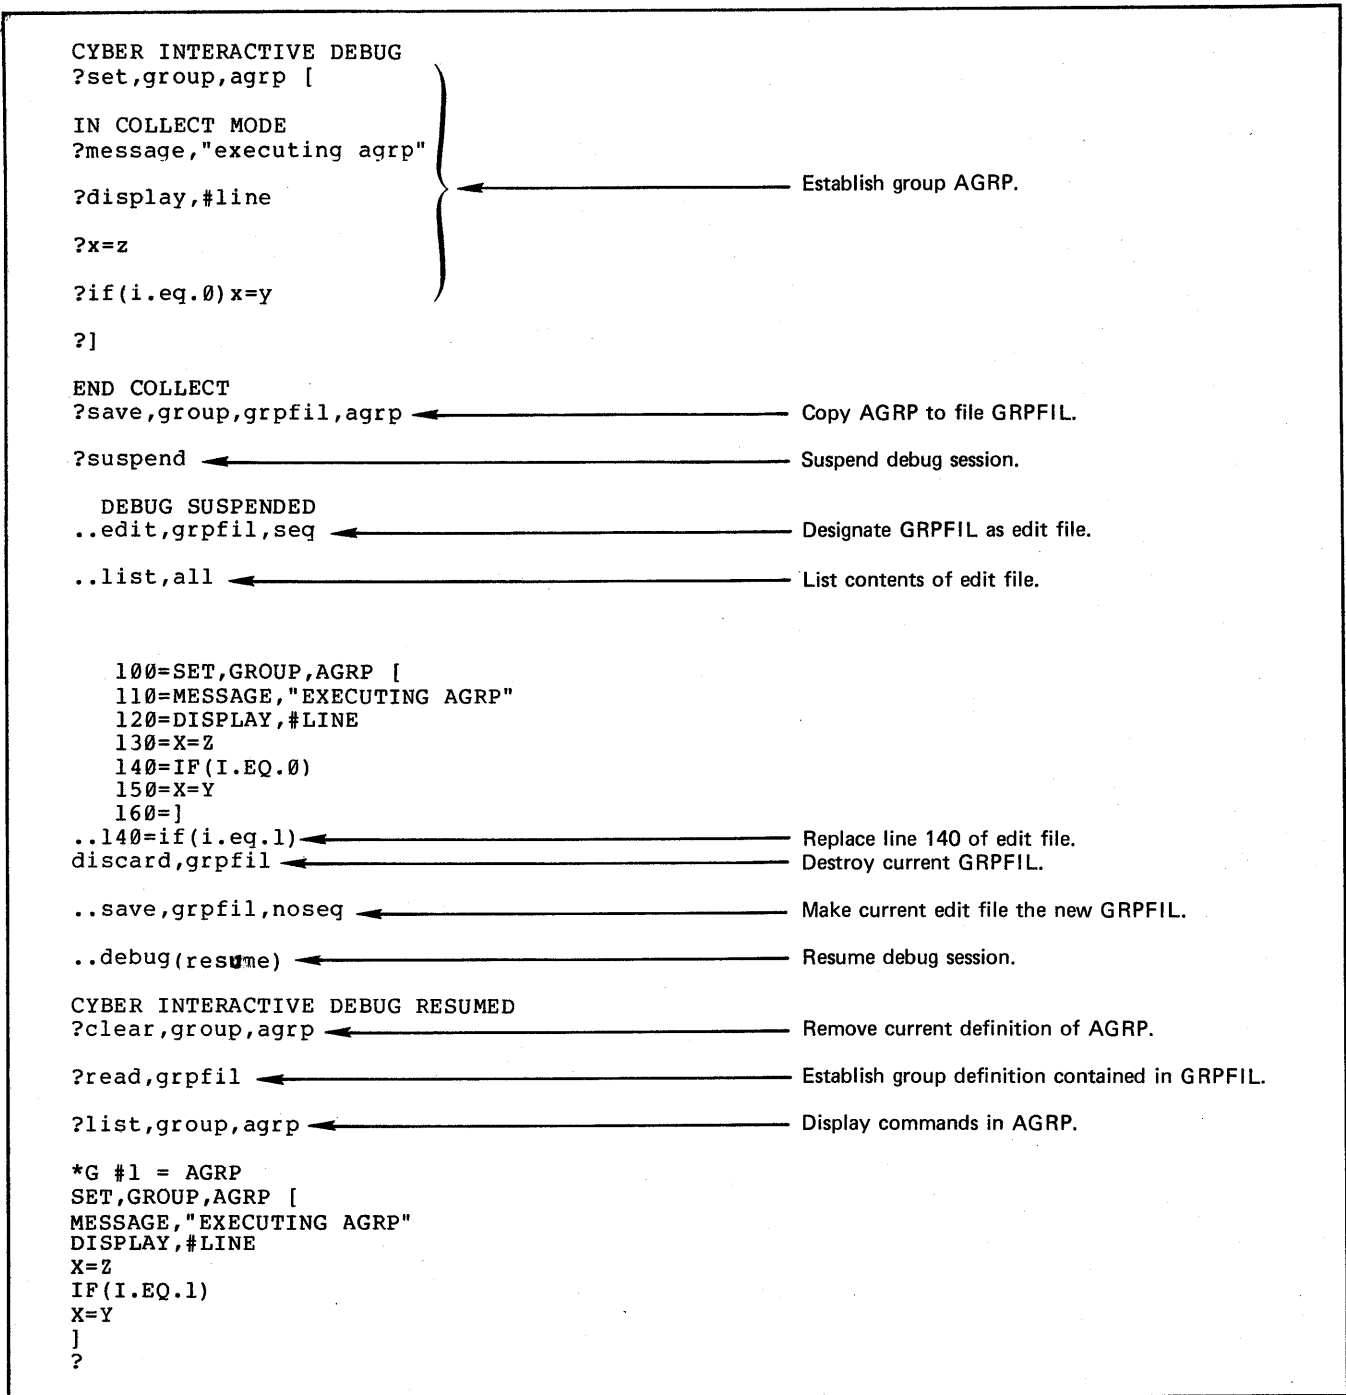 CYBER INTERACTIVE DEBUG
?set,group,agrp [
IN COLLECT MODE
?message,"executing agrp"
?display,#line
Establish group AGRP.
?x=z
?if(i.eq.0)x=y
?]
END COLLECT
?save,group,grpfil,agrp Copy AGRP to file GRPFIL.
?suspend Suspend debug session.
DEBUG SUSPENDED
..edit,grpfil,seq Designate GRPFIL as edit file.
..list,all List contents of edit file.
100=SET,GROUP,AGRP [
110=MESSAGE,"EXECUTING AGRP"
120=DISPLAY,#LINE
130=X=Z
140=IF(I.EQ.0)
150=X=Y
160=]
..140=if(i.eq.1) Replace line 140 of edit file.
discard,grpfil Destroy current GRPFIL.
..save,grpfil,noseq Make current edit file the new GRPFIL.
..debug(resume) Resume debug session.
CYBER INTERACTIVE DEBUG RESUMED
?clear,group,agrp Remove current definition of AGRP.
?read,grpfil Establish group definition contained in GRPFIL.
?list,group,agrp Display commands in AGRP.
*G #1 = AGRP
SET,GROUP,AGRP [
MESSAGE,"EXECUTING AGRP"
DISPLAY,#LINE
X=Z
IF(I.EQ.1)
X=Y
]
?